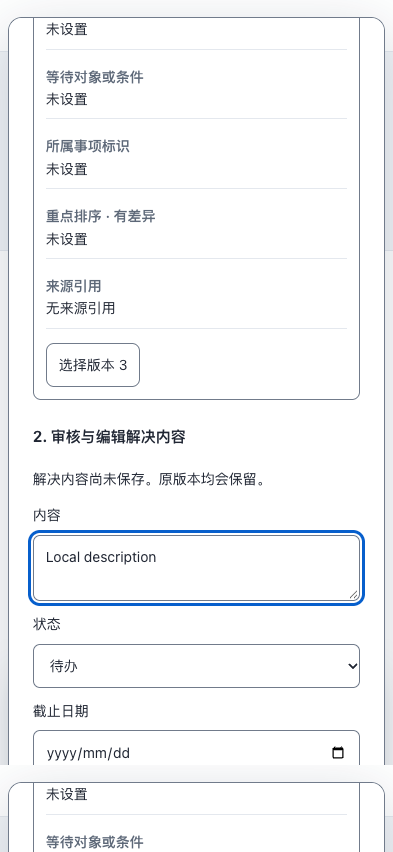 未设置
等待对象或条件
未设置
所属事项标识
未设置
重点排序 · 有差异
未设置
来源引用
无来源引用
选择版本 3
2. 审核与编辑解决内容
解决内容尚未保存。原版本均会保留。
内容
Local description
状态
待办
截止日期
yyyy/mm/dd
未设置
等待对象或条件